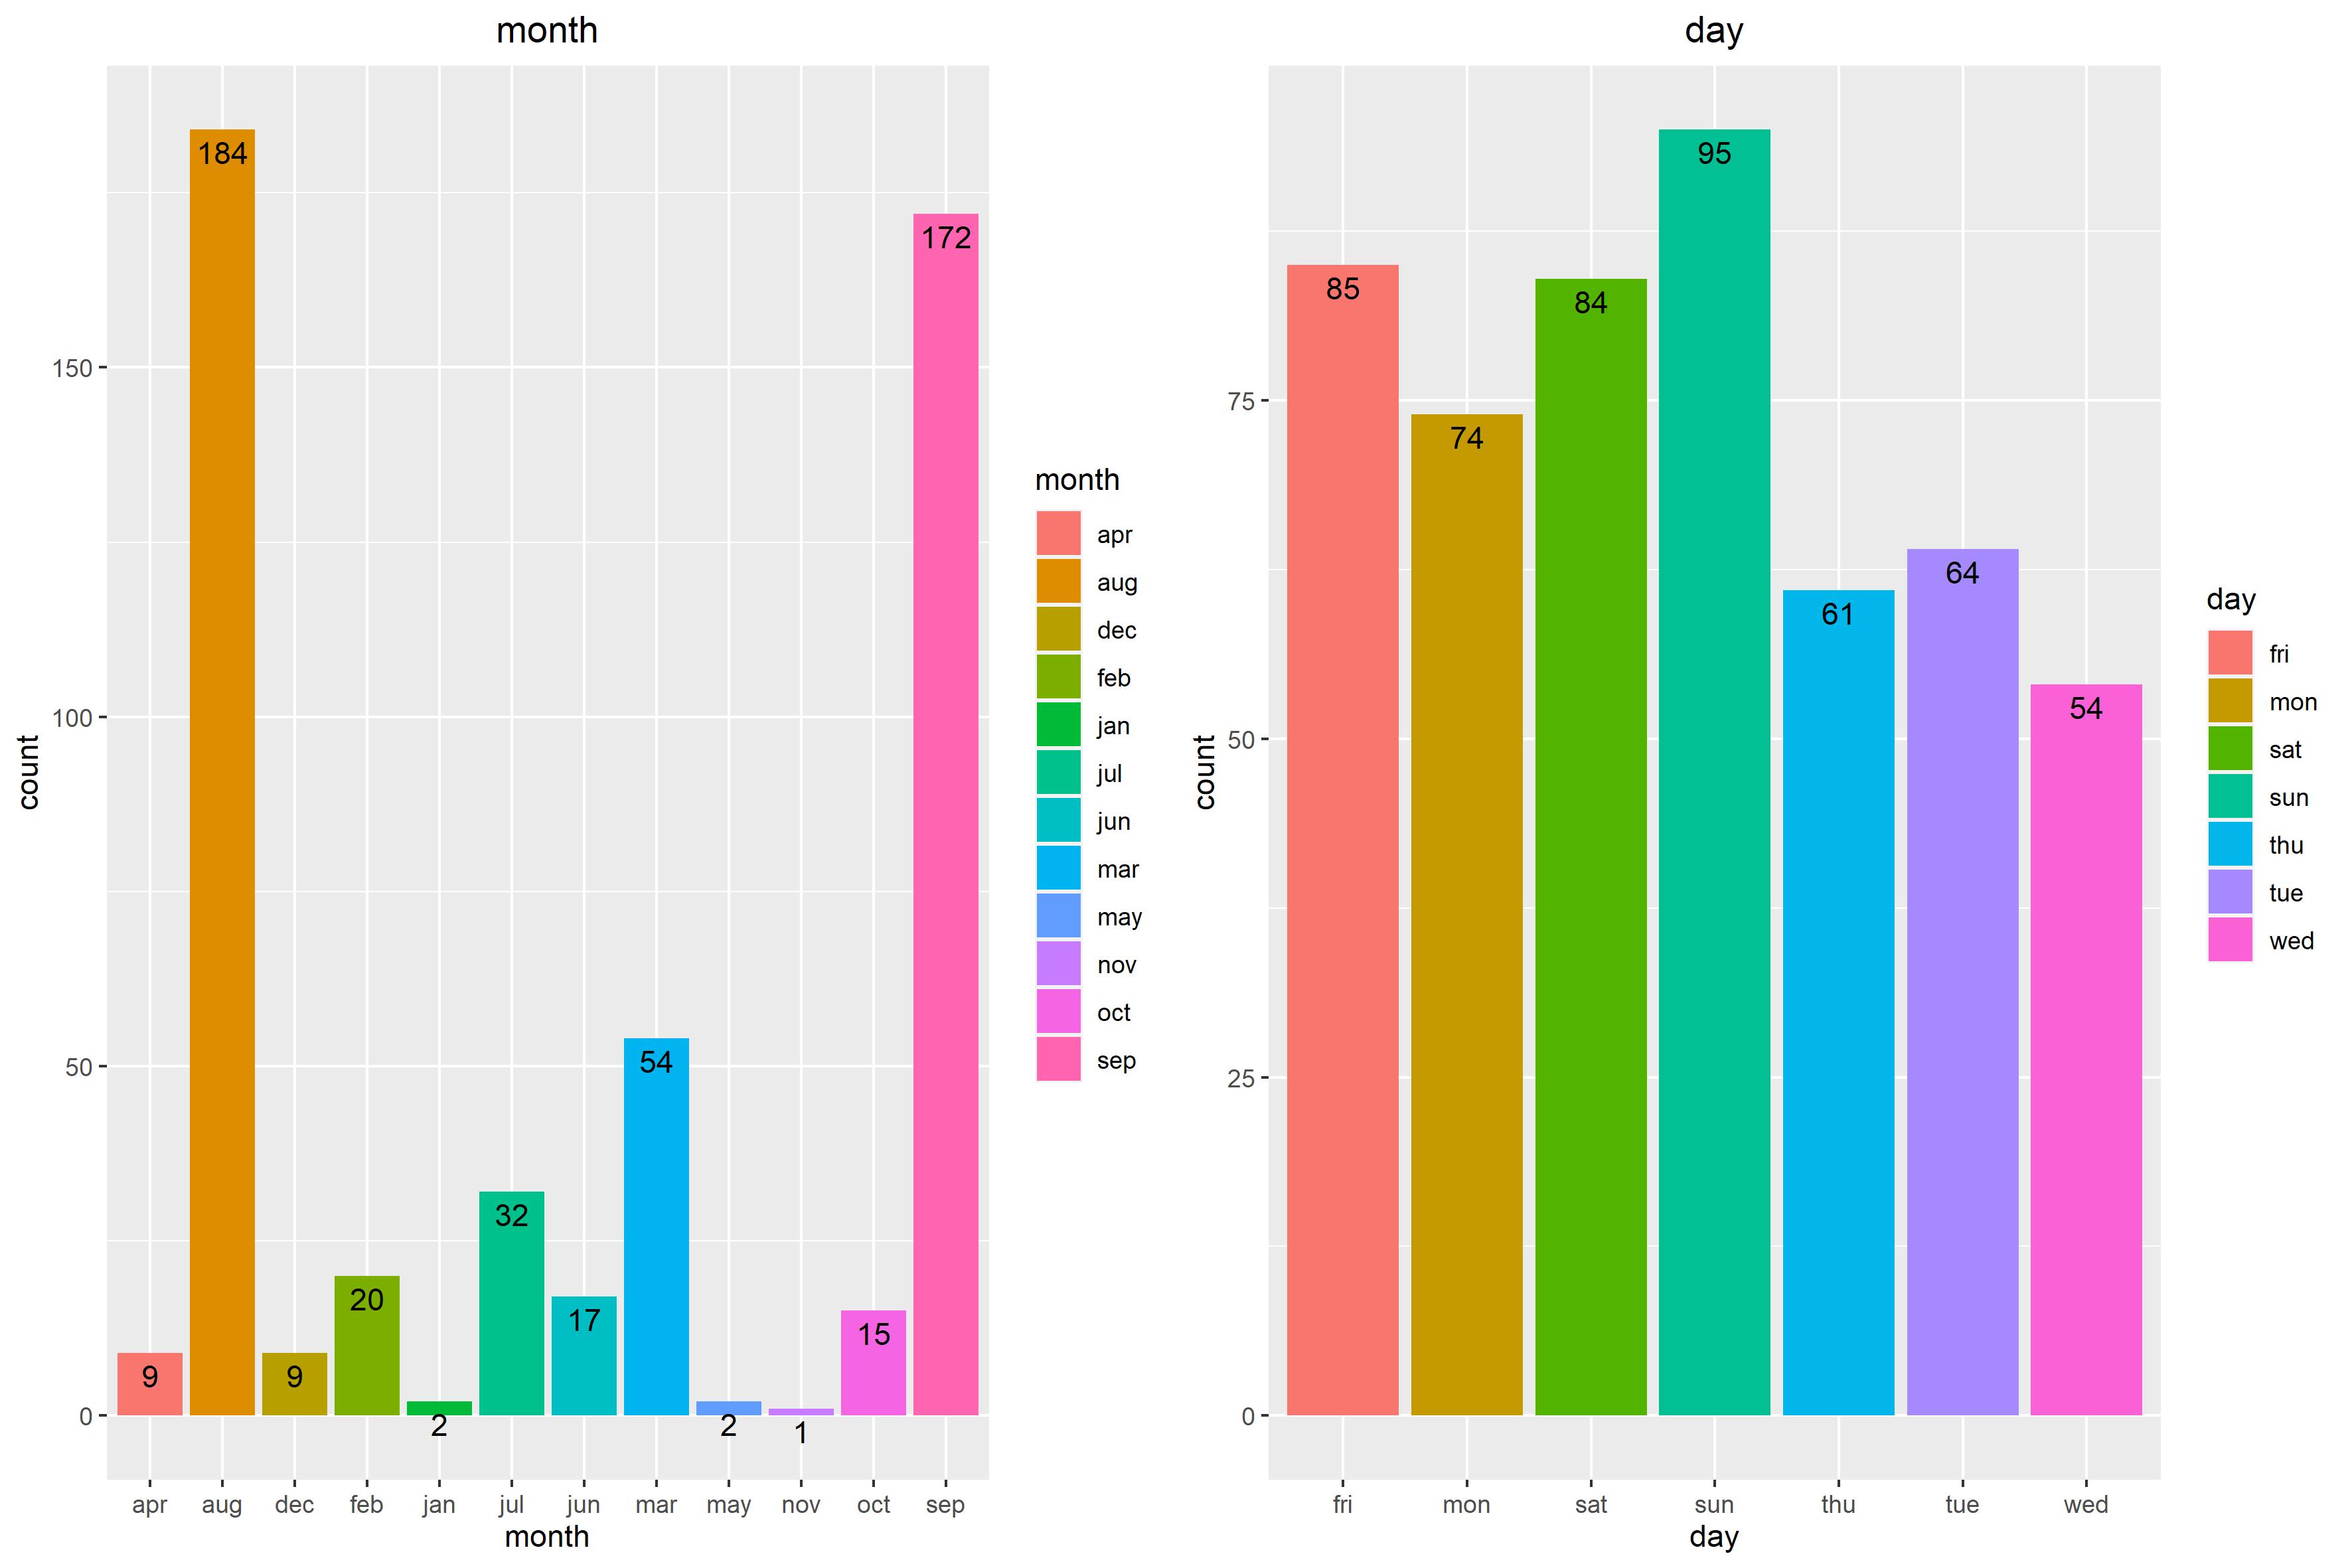 month
184
172
54
32
20
17
15
9
9
2
2
1
150
100
50
0
count
apr aug dec feb jan jul jun mar may nov oct sep
month
month
apr
aug
dec
feb
jan
jul
jun
mar
may
nov
oct
sep
day
95
85
84
74
64
61
54
75
50
25
0
count
fri mon sat sun thu tue wed
day
day
fri
mon
sat
sun
thu
tue
wed